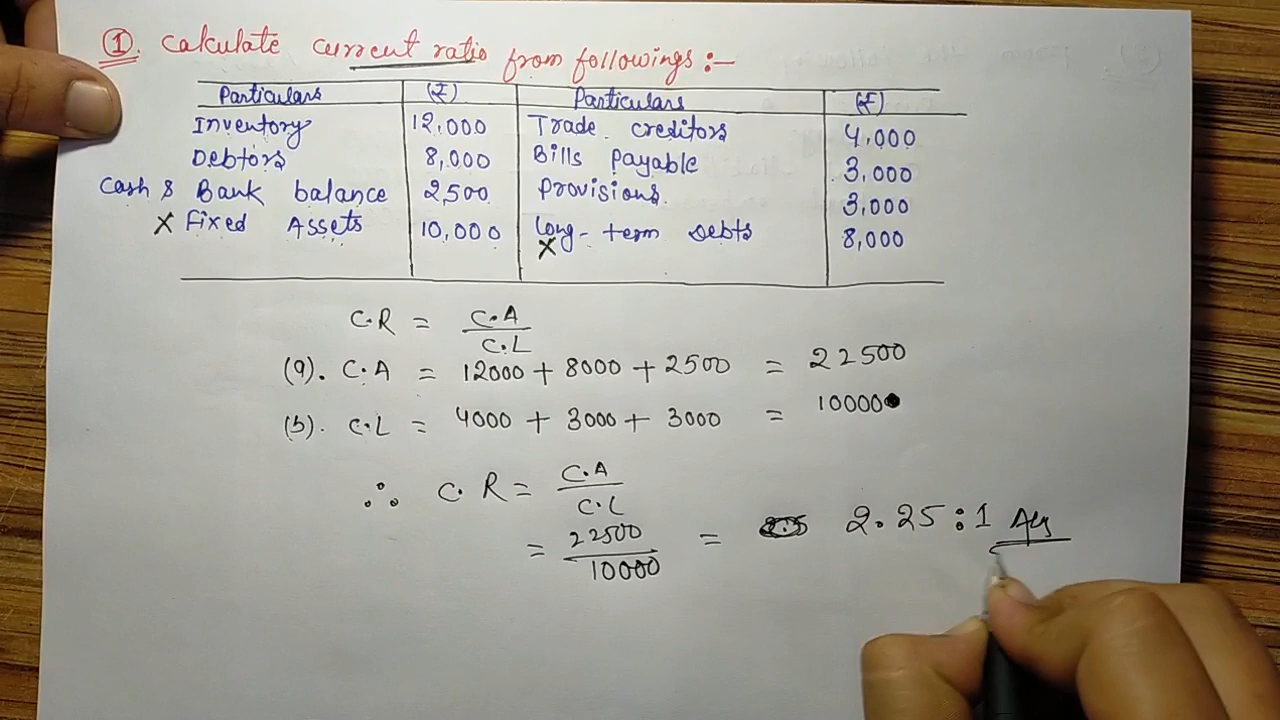 ①. Calculate current ratio from followings :-
Particulars (₹) Particulars (₹)
Inventory 12,000 Trade creditors 4,000
Debtors 8,000 Bills payable 3,000
Cash & Bank balance 2,500 Provisions. 3,000
X Fixed Assets 10,000 Long-term Debts 8,000
X
C.R = C.A
C.L
(a). C.A = 12000 + 8000 + 2500 = 22500
(b). C.L = 4000 + 3000 + 3000 = 10000
∴ C.R = C.A
C.L
= 22500 = 2.25:1 Ans
10000